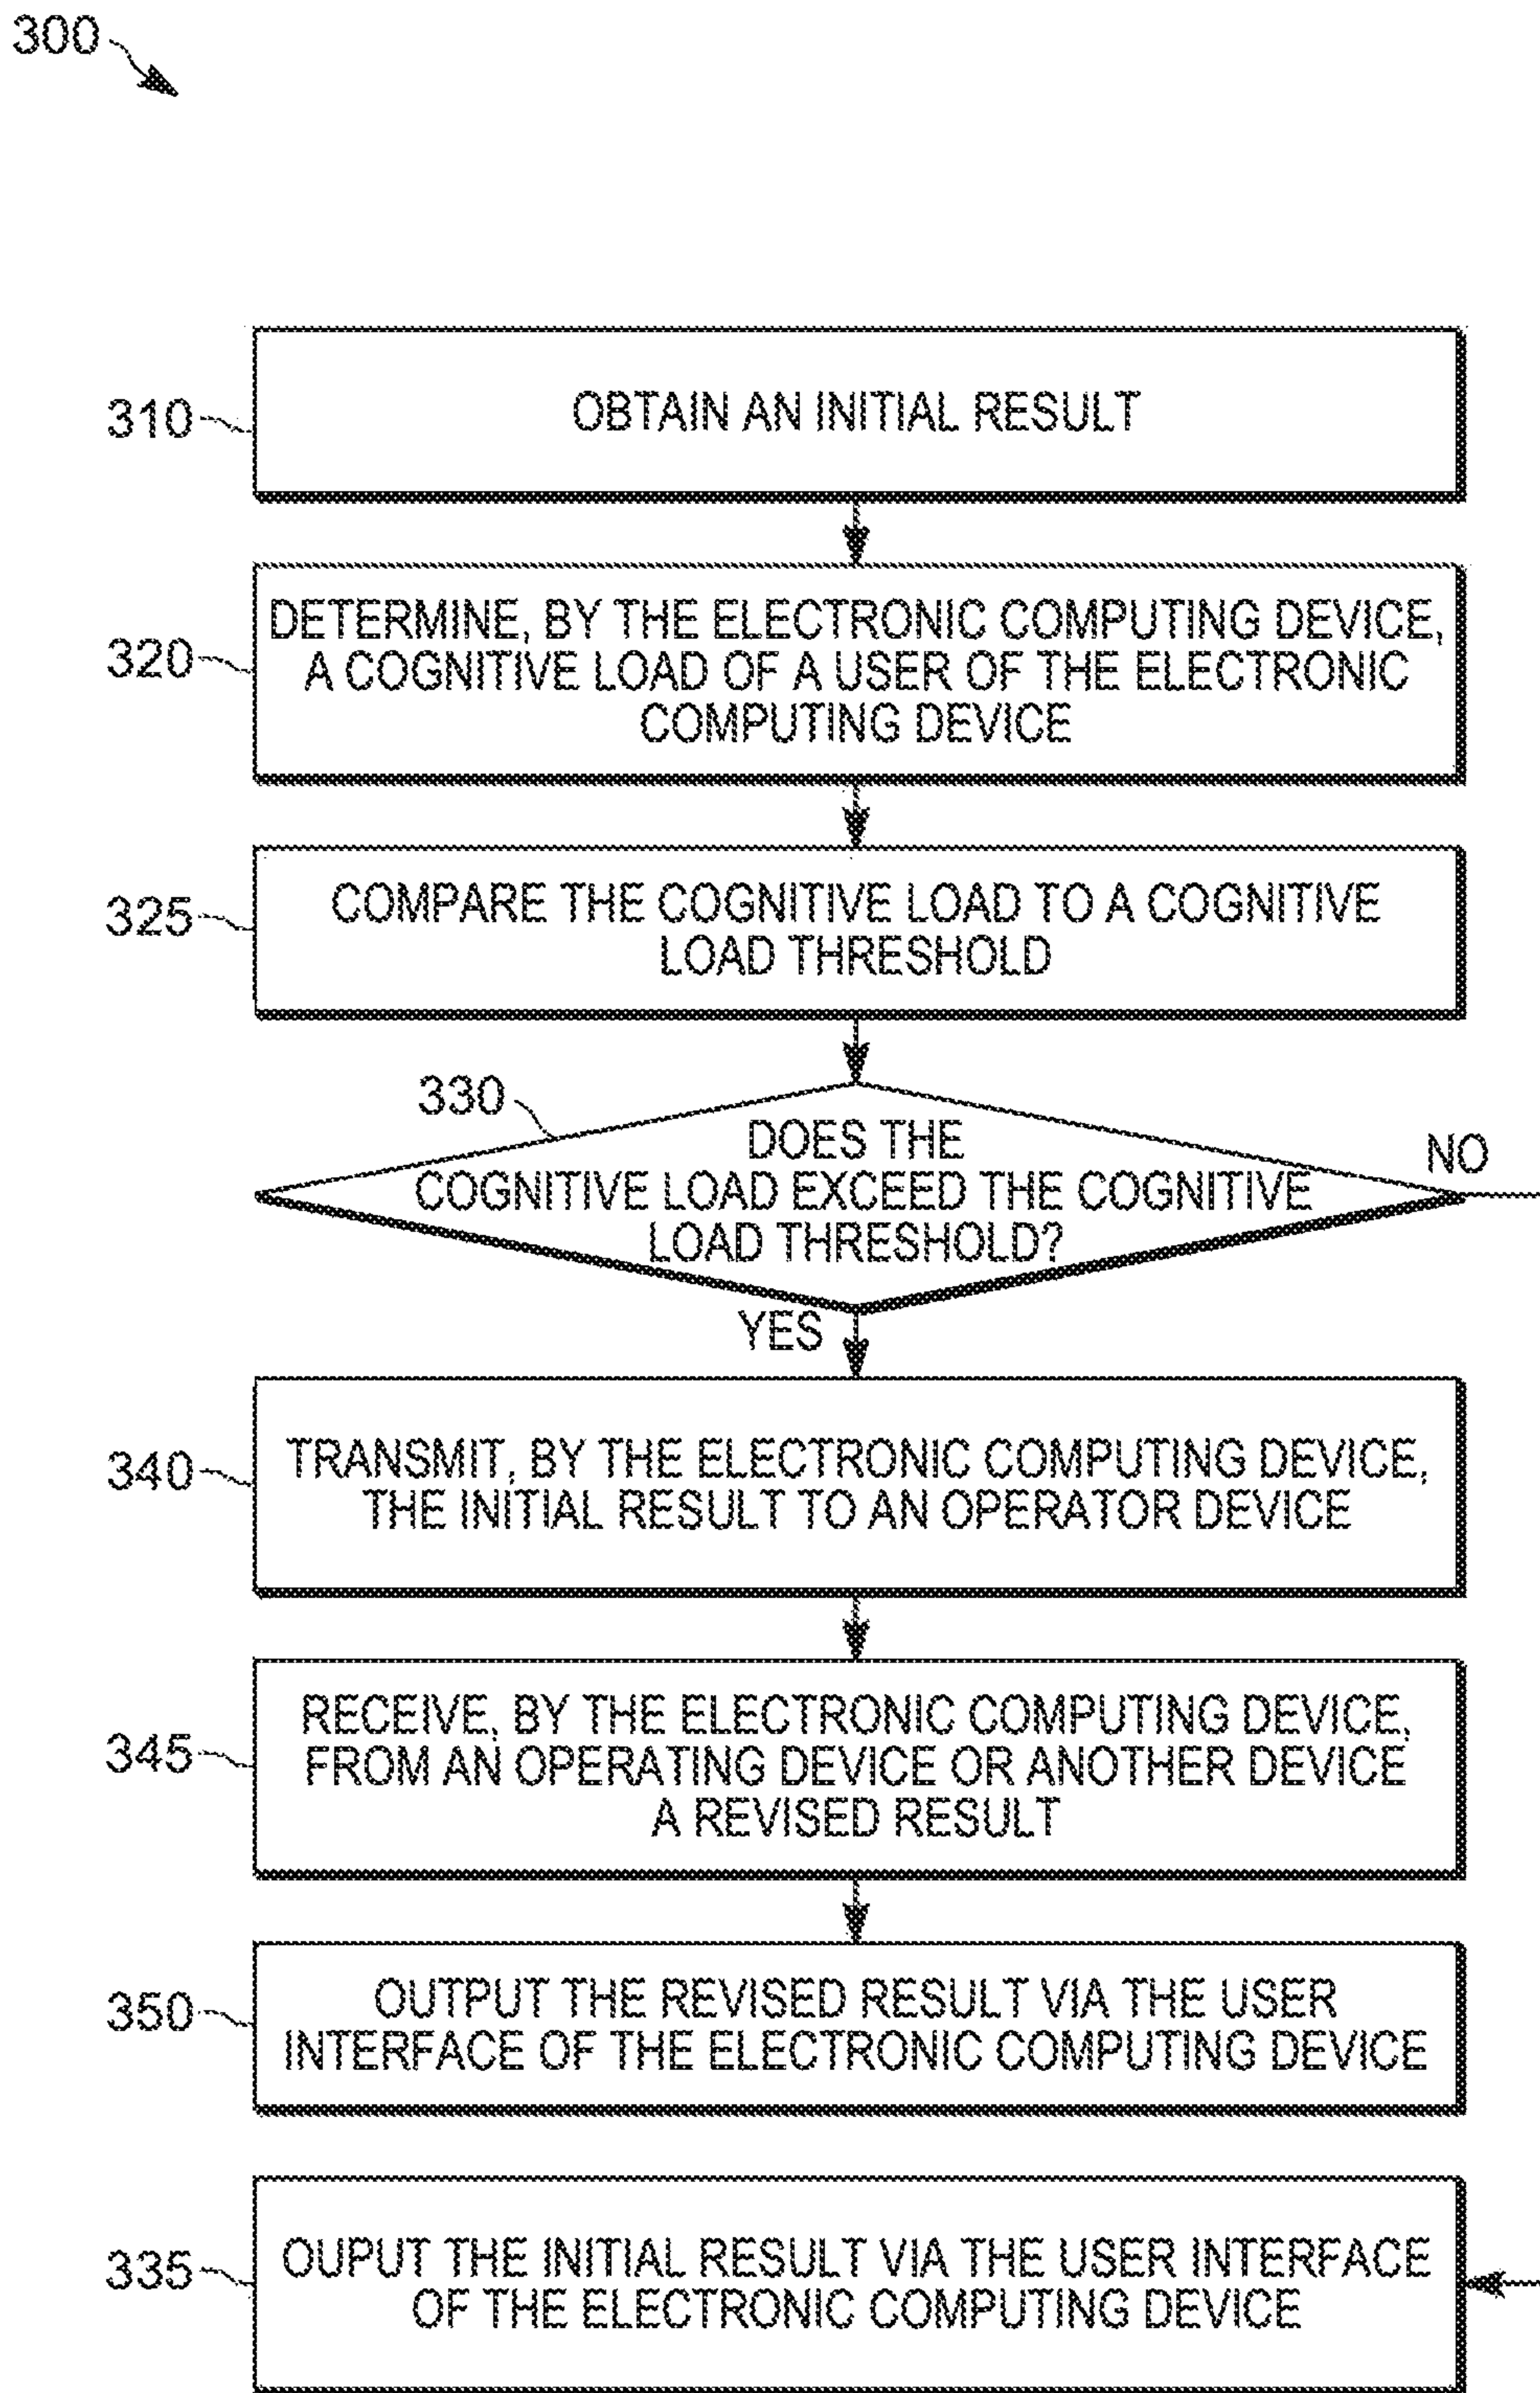 300
310
OBTAIN AN INITIAL RESULT
320
DETERMINE, BY THE ELECTRONIC COMPUTING DEVICE,
A COGNITIVE LOAD OF A USER OF THE ELECTRONIC
COMPUTING DEVICE
325
COMPARE THE COGNITIVE LOAD TO A COGNITIVE
LOAD THRESHOLD
330
DOES THE
COGNITIVE LOAD EXCEED THE COGNITIVE
LOAD THRESHOLD?
NO
YES
340
TRANSMIT, BY THE ELECTRONIC COMPUTING DEVICE,
THE INITIAL RESULT TO AN OPERATOR DEVICE
345
RECEIVE, BY THE ELECTRONIC COMPUTING DEVICE,
FROM AN OPERATING DEVICE OR ANOTHER DEVICE
A REVISED RESULT
350
OUTPUT THE REVISED RESULT VIA THE USER
INTERFACE OF THE ELECTRONIC COMPUTING DEVICE
335
OUPUT THE INITIAL RESULT VIA THE USER INTERFACE
OF THE ELECTRONIC COMPUTING DEVICE